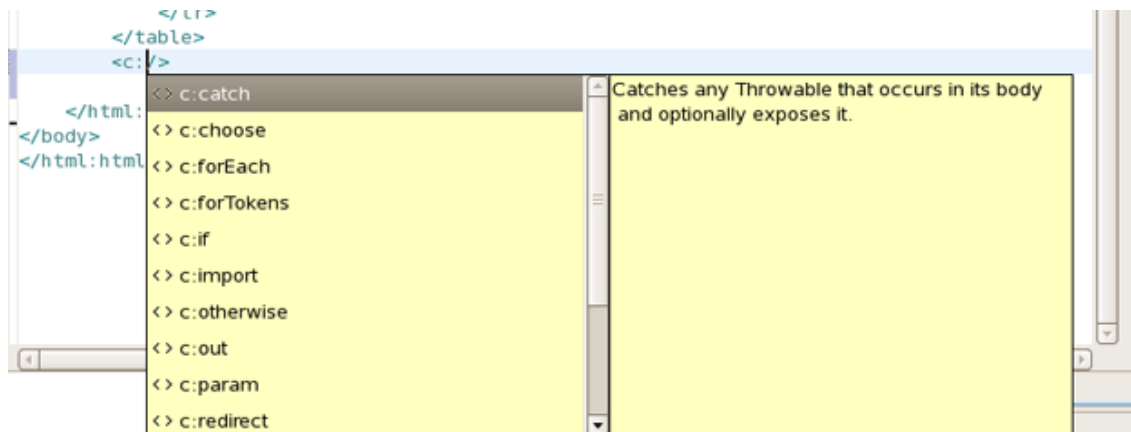 </tr>
</table>
<c:/>
</html:
</body>
</html:html
<> c:catch
<> c:choose
<> c:forEach
<> c:forTokens
<> c:if
<> c:import
<> c:otherwise
<> c:out
<> c:param
<> c:redirect
Catches any Throwable that occurs in its body
and optionally exposes it.